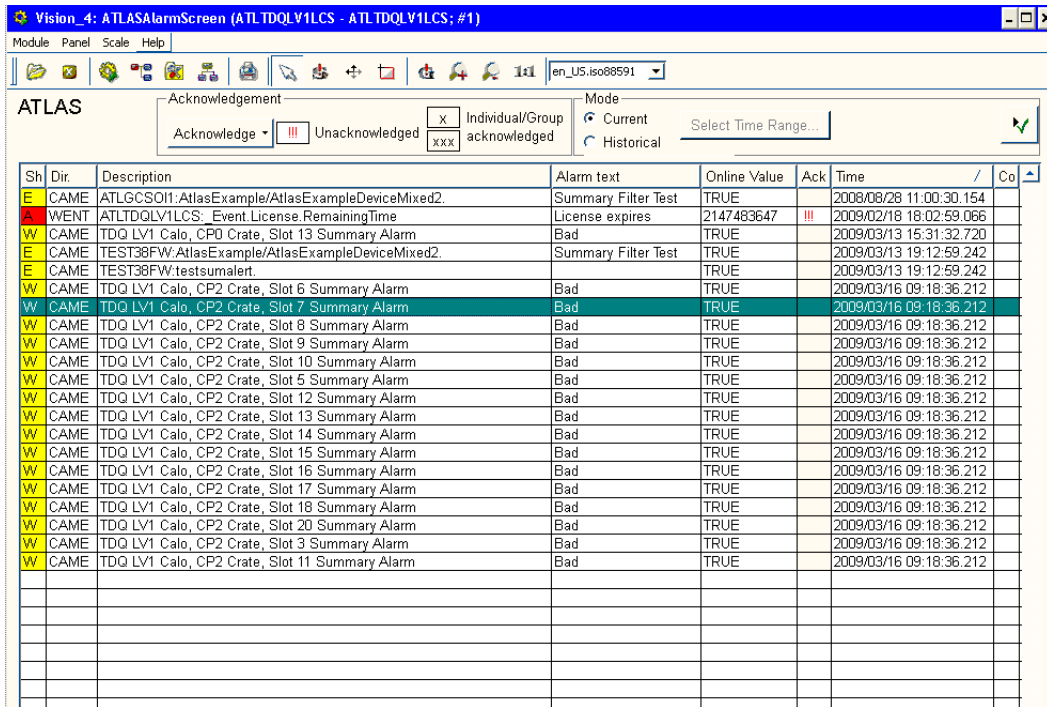 Vision_4: ATLASAlarmScreen (ATLTDQLV1LCS - ATLTDQLV1LCS; #1)
Module Panel Scale Help
1:1 en_US.iso88591
ATLAS
Acknowledgement
Acknowledge
!!! Unacknowledged
x
xxx
Individual/Group
acknowledged
Mode
Current
Historical
Select Time Range...
Sh Dir. Description Alarm text Online Value Ack Time / Co
E CAME ATLGCSOI1:AtlasExample/AtlasExampleDeviceMixed2. Summary Filter Test TRUE 2008/08/28 11:00:30.154
A WENT ATLTDQLV1LCS:_Event.License.RemainingTime License expires 2147483647 !!! 2009/02/18 18:02:59.066
W CAME TDQ LV1 Calo, CP0 Crate, Slot 13 Summary Alarm Bad TRUE 2009/03/13 15:31:32.720
E CAME TEST38FW:AtlasExample/AtlasExampleDeviceMixed2. Summary Filter Test TRUE 2009/03/13 19:12:59.242
E CAME TEST38FW:testsumalert. TRUE 2009/03/13 19:12:59.242
W CAME TDQ LV1 Calo, CP2 Crate, Slot 6 Summary Alarm Bad TRUE 2009/03/16 09:18:36.212
W CAME TDQ LV1 Calo, CP2 Crate, Slot 7 Summary Alarm Bad TRUE 2009/03/16 09:18:36.212
W CAME TDQ LV1 Calo, CP2 Crate, Slot 8 Summary Alarm Bad TRUE 2009/03/16 09:18:36.212
W CAME TDQ LV1 Calo, CP2 Crate, Slot 9 Summary Alarm Bad TRUE 2009/03/16 09:18:36.212
W CAME TDQ LV1 Calo, CP2 Crate, Slot 10 Summary Alarm Bad TRUE 2009/03/16 09:18:36.212
W CAME TDQ LV1 Calo, CP2 Crate, Slot 5 Summary Alarm Bad TRUE 2009/03/16 09:18:36.212
W CAME TDQ LV1 Calo, CP2 Crate, Slot 12 Summary Alarm Bad TRUE 2009/03/16 09:18:36.212
W CAME TDQ LV1 Calo, CP2 Crate, Slot 13 Summary Alarm Bad TRUE 2009/03/16 09:18:36.212
W CAME TDQ LV1 Calo, CP2 Crate, Slot 14 Summary Alarm Bad TRUE 2009/03/16 09:18:36.212
W CAME TDQ LV1 Calo, CP2 Crate, Slot 15 Summary Alarm Bad TRUE 2009/03/16 09:18:36.212
W CAME TDQ LV1 Calo, CP2 Crate, Slot 16 Summary Alarm Bad TRUE 2009/03/16 09:18:36.212
W CAME TDQ LV1 Calo, CP2 Crate, Slot 17 Summary Alarm Bad TRUE 2009/03/16 09:18:36.212
W CAME TDQ LV1 Calo, CP2 Crate, Slot 18 Summary Alarm Bad TRUE 2009/03/16 09:18:36.212
W CAME TDQ LV1 Calo, CP2 Crate, Slot 20 Summary Alarm Bad TRUE 2009/03/16 09:18:36.212
W CAME TDQ LV1 Calo, CP2 Crate, Slot 3 Summary Alarm Bad TRUE 2009/03/16 09:18:36.212
W CAME TDQ LV1 Calo, CP2 Crate, Slot 11 Summary Alarm Bad TRUE 2009/03/16 09:18:36.212